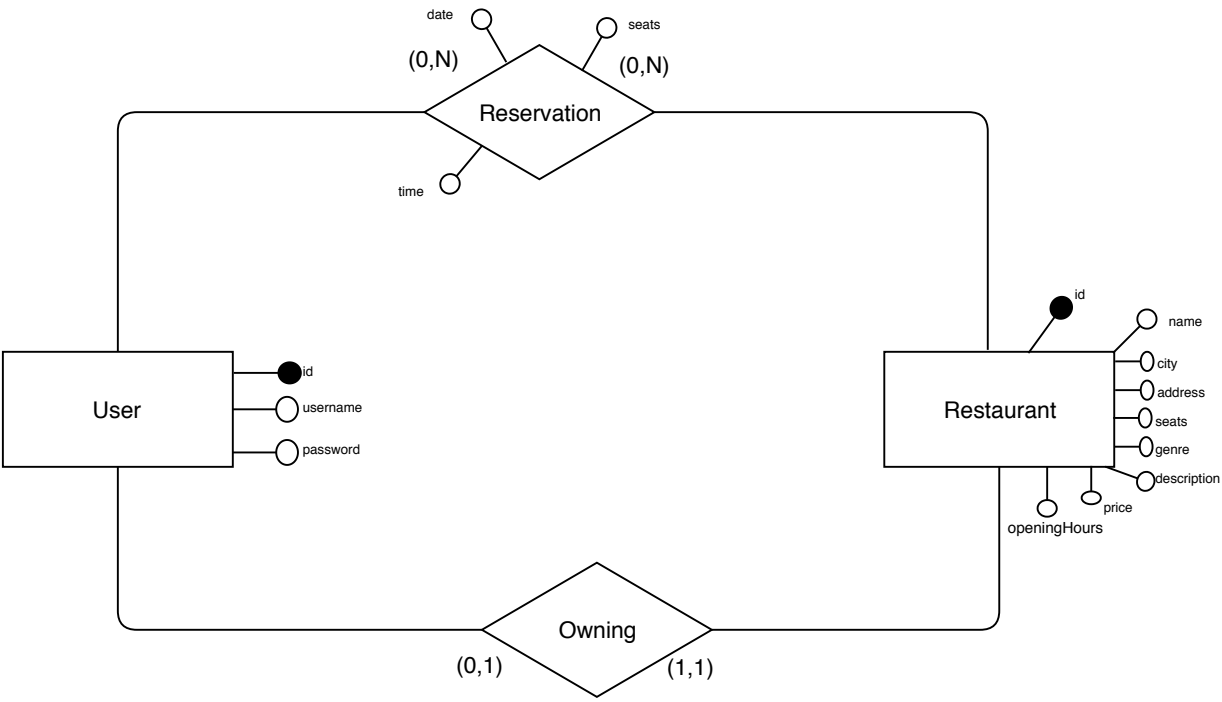 date
seats
(0,N)
(0,N)
Reservation
time
id
name
id
city
User
Restaurant
address
username
seats
password
genre
description
price
openingHours
Owning
(0,1)
(1,1)